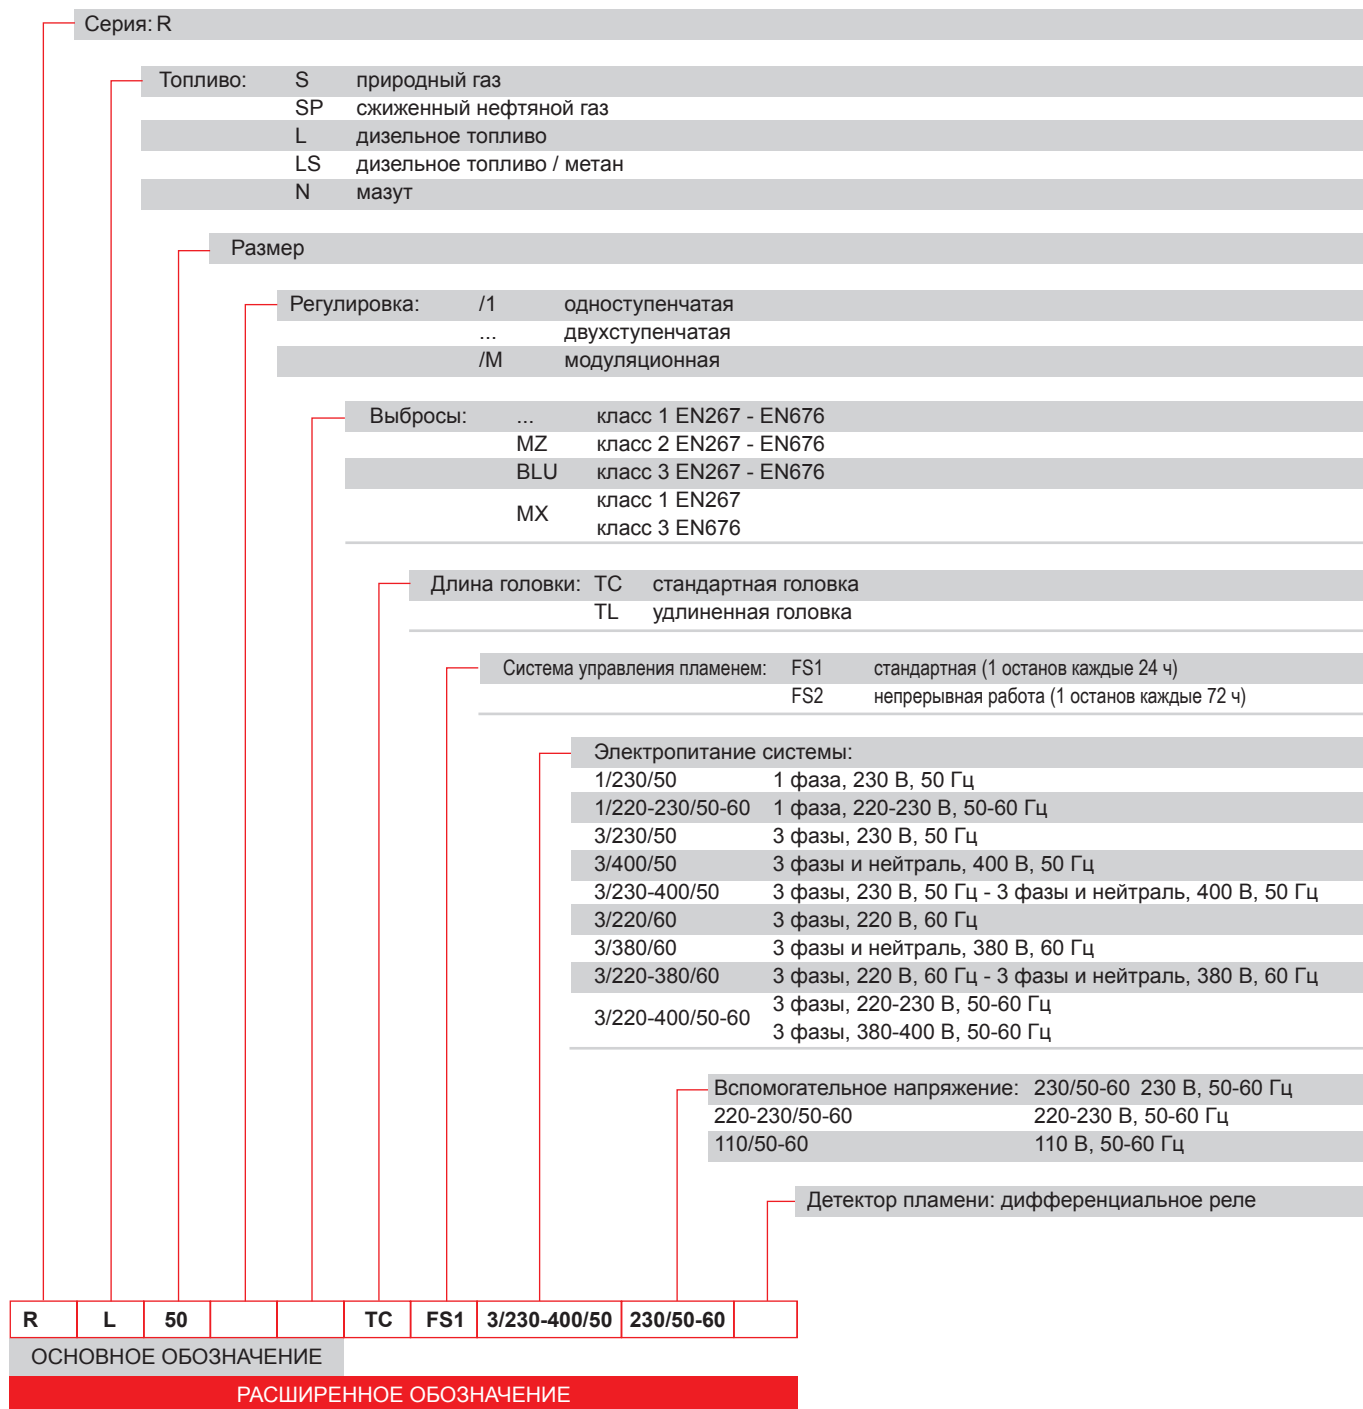 Серия: R
Топливо: S природный газ
SP сжиженный нефтяной газ
L дизельное топливо
LS дизельное топливо / метан
N мазут
Размер
Регулировка: /1 одноступенчатая
... двухступенчатая
/M модуляционная
Выбросы: ... класс 1 EN267 - EN676
MZ класс 2 EN267 - EN676
BLU класс 3 EN267 - EN676
MX класс 1 EN267
класс 3 EN676
Длина головки: TC стандартная головка
TL удлиненная головка
Система управления пламенем: FS1 стандартная (1 останов каждые 24 ч)
FS2 непрерывная работа (1 останов каждые 72 ч)
Электропитание системы:
1/230/50 1 фаза, 230 В, 50 Гц
1/220-230/50-60 1 фаза, 220-230 В, 50-60 Гц
3/230/50 3 фазы, 230 В, 50 Гц
3/400/50 3 фазы и нейтраль, 400 В, 50 Гц
3/230-400/50 3 фазы, 230 В, 50 Гц - 3 фазы и нейтраль, 400 В, 50 Гц
3/220/60 3 фазы, 220 В, 60 Гц
3/380/60 3 фазы и нейтраль, 380 В, 60 Гц
3/220-380/60 3 фазы, 220 В, 60 Гц - 3 фазы и нейтраль, 380 В, 60 Гц
3/220-400/50-60 3 фазы, 220-230 В, 50-60 Гц
3 фазы, 380-400 В, 50-60 Гц
Вспомогательное напряжение: 230/50-60 230 В, 50-60 Гц
220-230/50-60 220-230 В, 50-60 Гц
110/50-60 110 В, 50-60 Гц
Детектор пламени: дифференциальное реле
R L 50 TC FS1 3/230-400/50 230/50-60
ОСНОВНОЕ ОБОЗНАЧЕНИЕ
РАСШИРЕННОЕ ОБОЗНАЧЕНИЕ